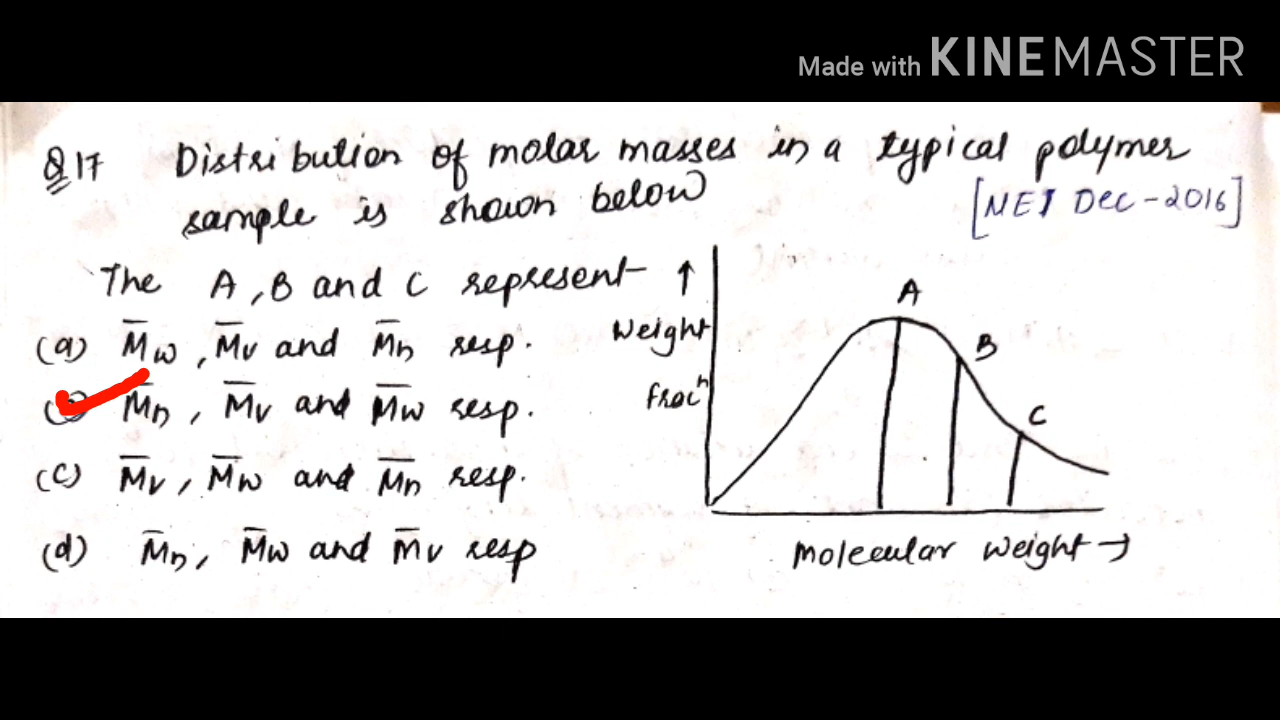 Made with KINEMASTER
Q17 Distribution of molar masses in a typical polymer
sample is shown below
[NET Dec-2016]
The A, B and C represent
(a) M̅w, M̅v and M̅n resp.
M̅n, M̅v and M̅w resp.
(c) M̅v, M̅w and M̅n resp.
(d) M̅n, M̅w and M̅v resp
↑
Weight
fracⁿ
A
B
C
Molecular weight →